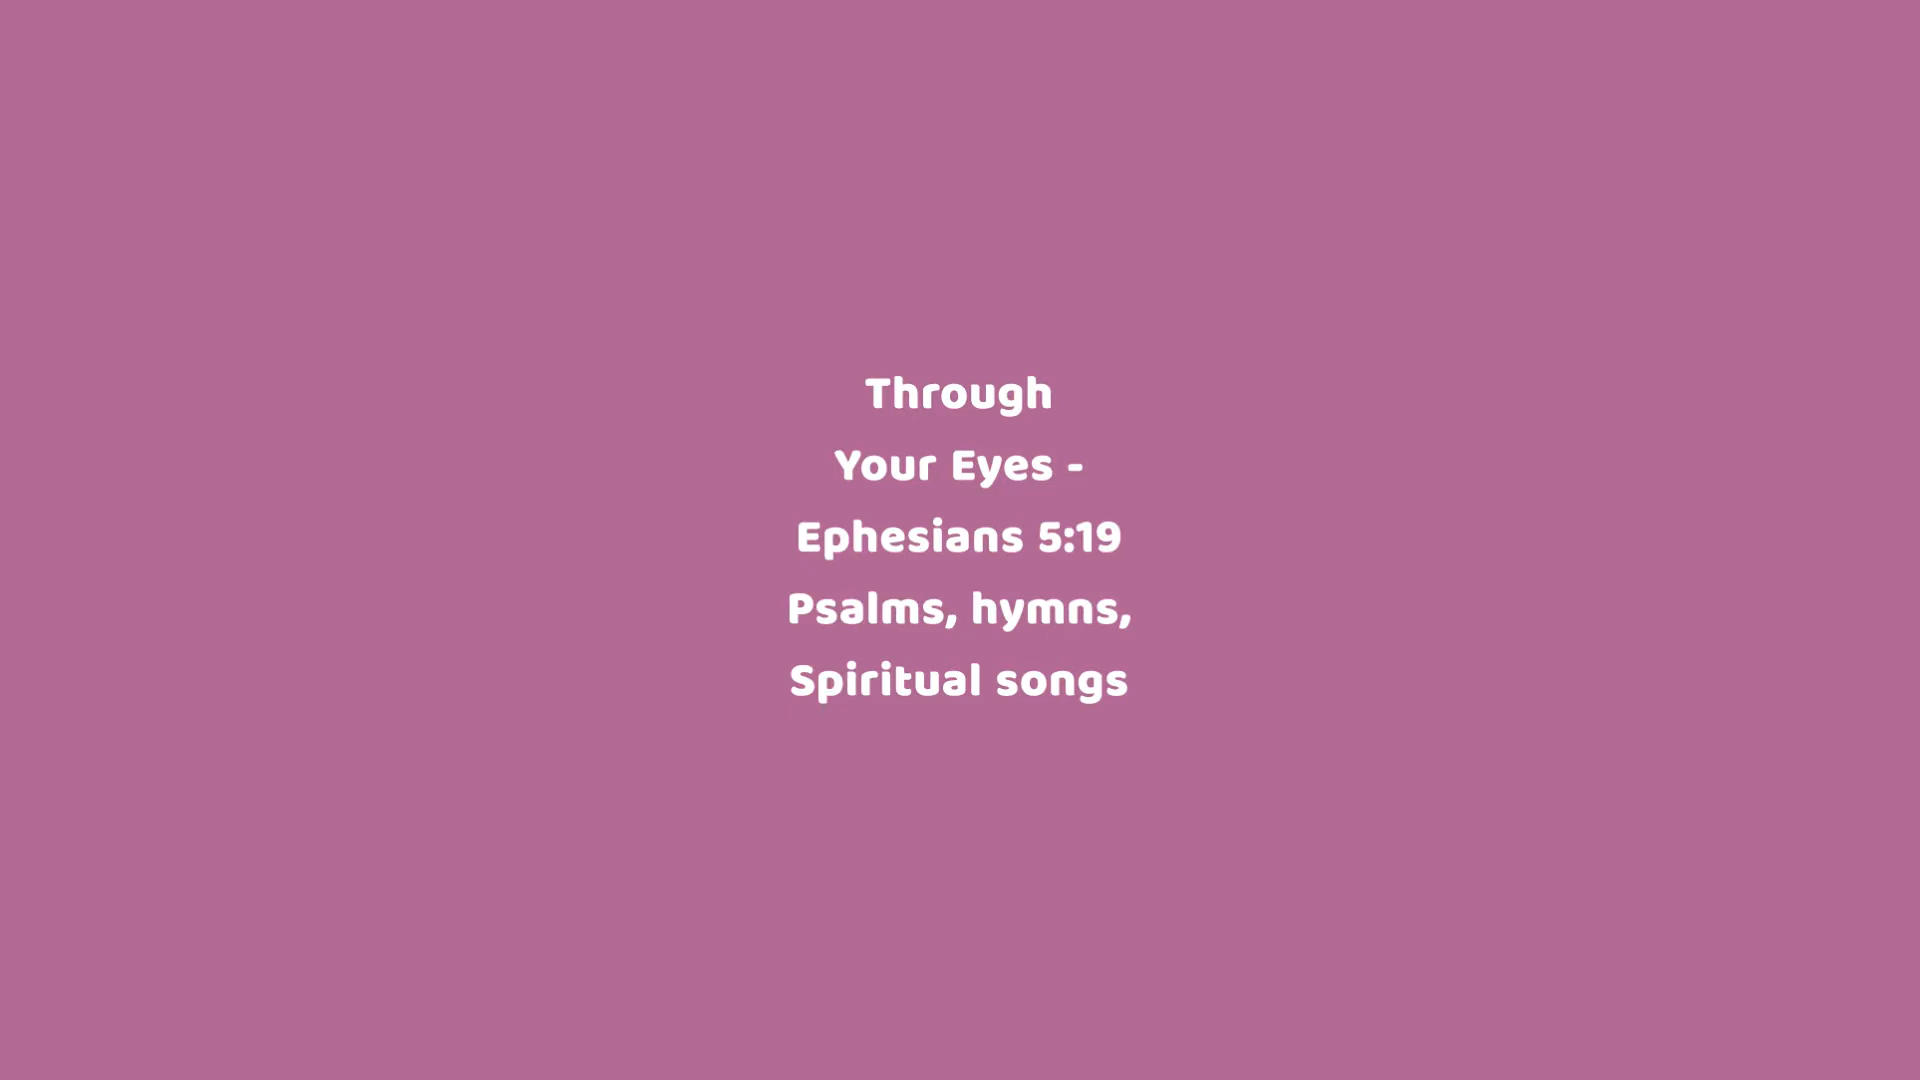 Through
Your Eyes -
Ephesians 5:19
Psalms, hymns,
Spiritual songs